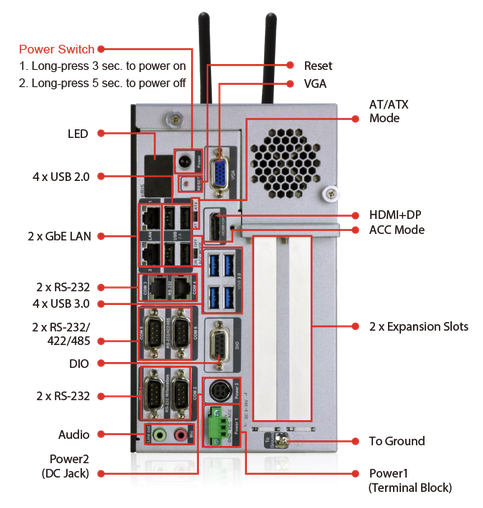 Power Switch
1. Long-press 3 sec. to power on
2. Long-press 5 sec. to power off
Reset
VGA
AT/ATX
Mode
LED
4 x USB 2.0
HDMI+DP
ACC Mode
2 x GbE LAN
2 x RS-232
4 x USB 3.0
2 x RS-232/
422/485
2 x Expansion Slots
DIO
2 x RS-232
Audio
To Ground
Power2
(DC Jack)
Power1
(Terminal Block)
Power
VGA
DIO